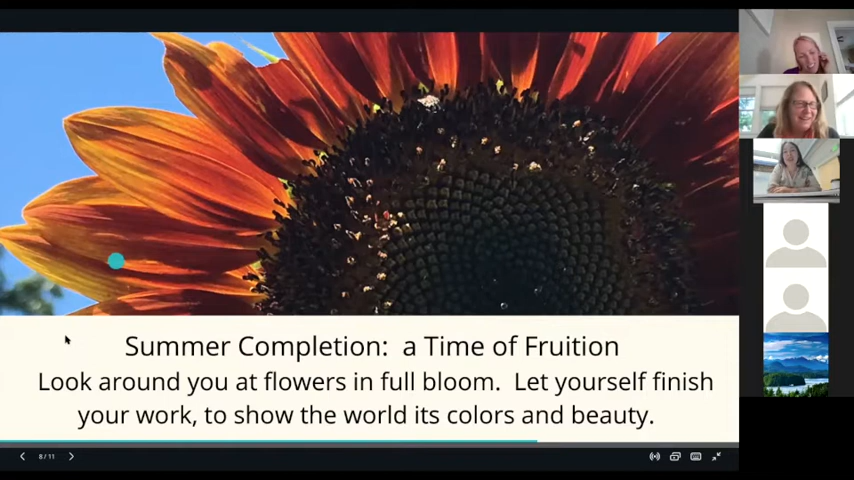 Summer Completion: a Time of Fruition
Look around you at flowers in full bloom. Let yourself finish
your work, to show the world its colors and beauty.
8/11